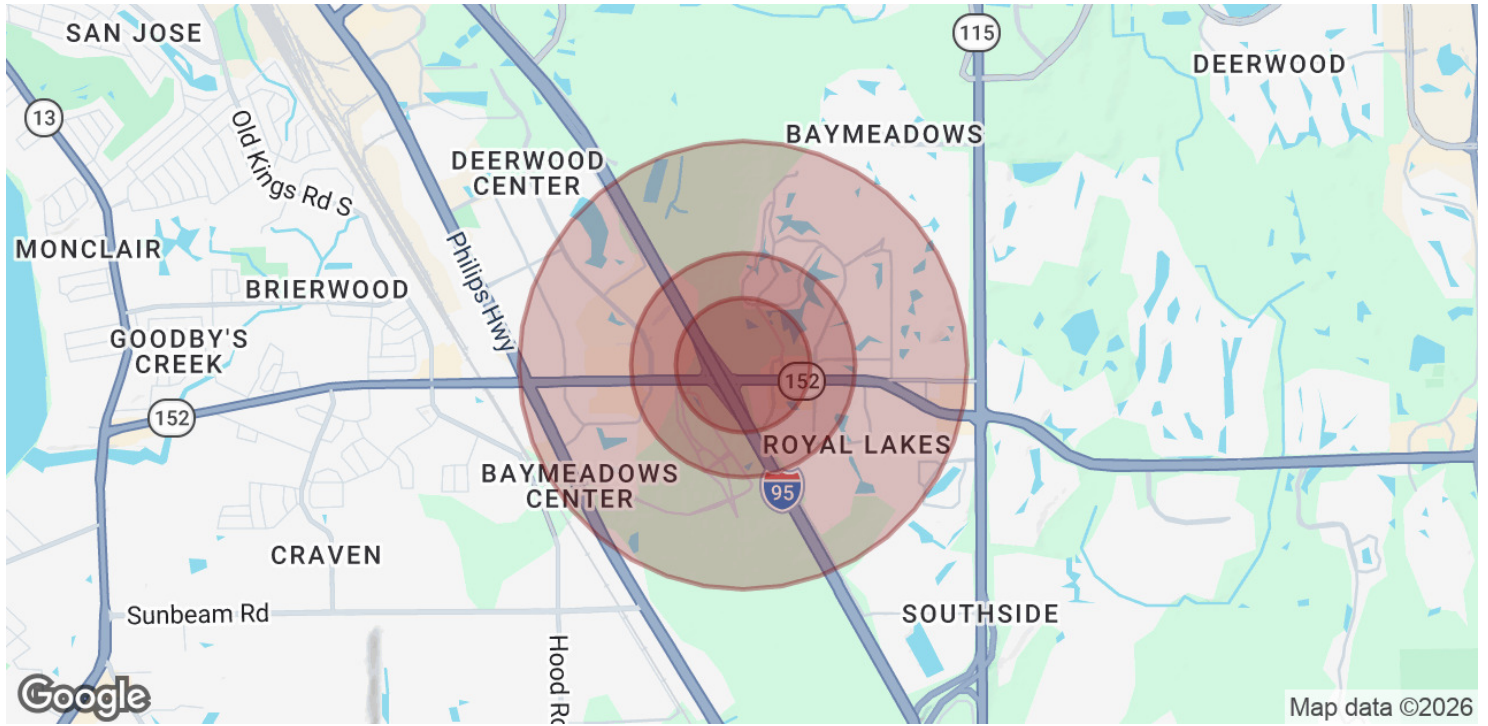 SAN JOSE
115
DEERWOOD
13
BAYMEADOWS
Old Kings Rd S
DEERWOOD
CENTER
MONCLAIR
Philips Hwy
BRIERWOOD
GOODBY'S
CREEK
152
152
ROYAL LAKES
BAYMEADOWS
CENTER
95
CRAVEN
Sunbeam Rd
SOUTHSIDE
Hood Rd
Google
Map data ©2026